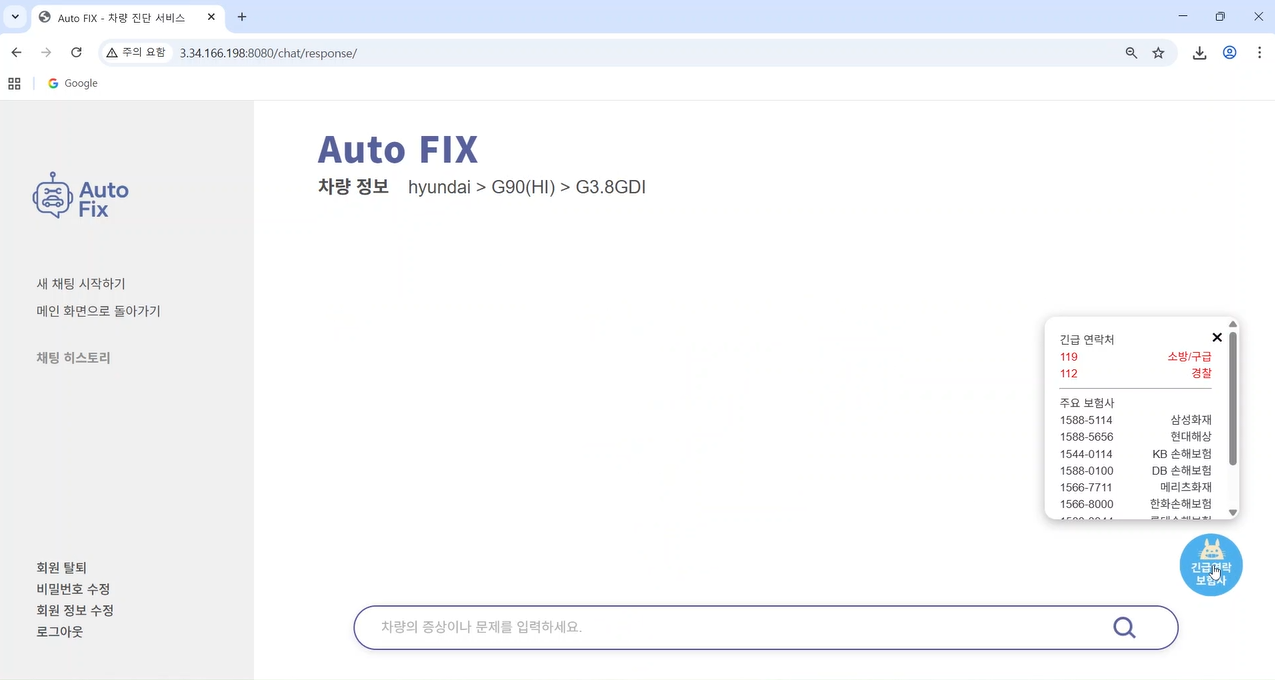 Auto FIX - 차량 진단 서비스
주의 요함 3.34.166.198:8080/chat/response/
Google
Auto
Fix
새 채팅 시작하기
메인 화면으로 돌아가기
채팅 히스토리
회원 탈퇴
비밀번호 수정
회원 정보 수정
로그아웃
Auto FIX
차량 정보 hyundai > G90(HI) > G3.8GDI
긴급 연락처
119 소방/구급
112 경찰
주요 보험사
1588-5114 삼성화재
1588-5656 현대해상
1544-0114 KB 손해보험
1588-0100 DB 손해보험
1566-7711 메리츠화재
1566-8000 한화손해보험
긴급연락
보험사
차량의 증상이나 문제를 입력하세요.